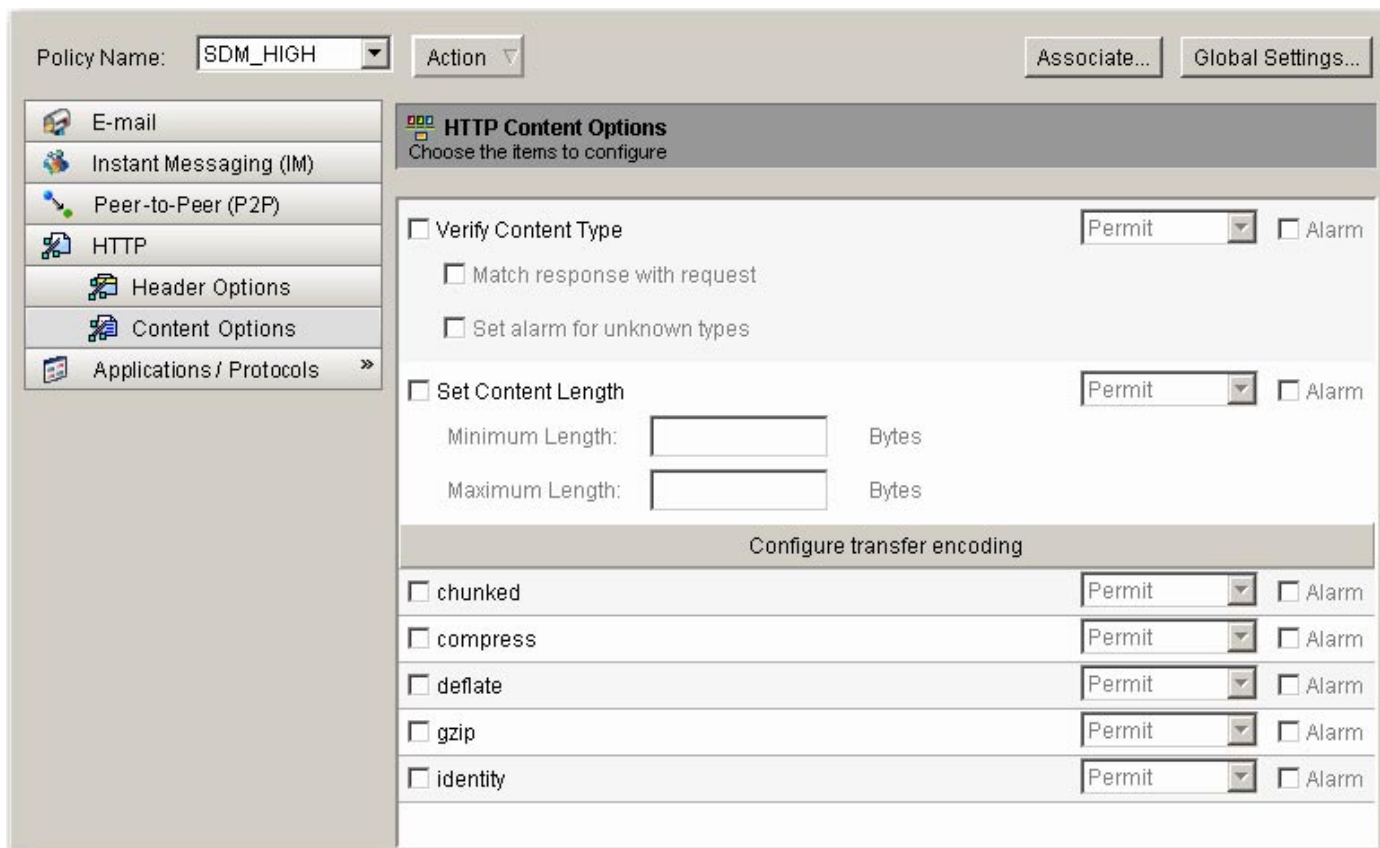 Policy Name: SDM_HIGH Action Associate... Global Settings...
E-mail
Instant Messaging (IM)
Peer-to-Peer (P2P)
HTTP
Header Options
Content Options
Applications / Protocols »
HTTP Content Options
Choose the items to configure
Verify Content Type Permit Alarm
Match response with request
Set alarm for unknown types
Set Content Length Permit Alarm
Minimum Length: Bytes
Maximum Length: Bytes
Configure transfer encoding
chunked Permit Alarm
compress Permit Alarm
deflate Permit Alarm
gzip Permit Alarm
identity Permit Alarm